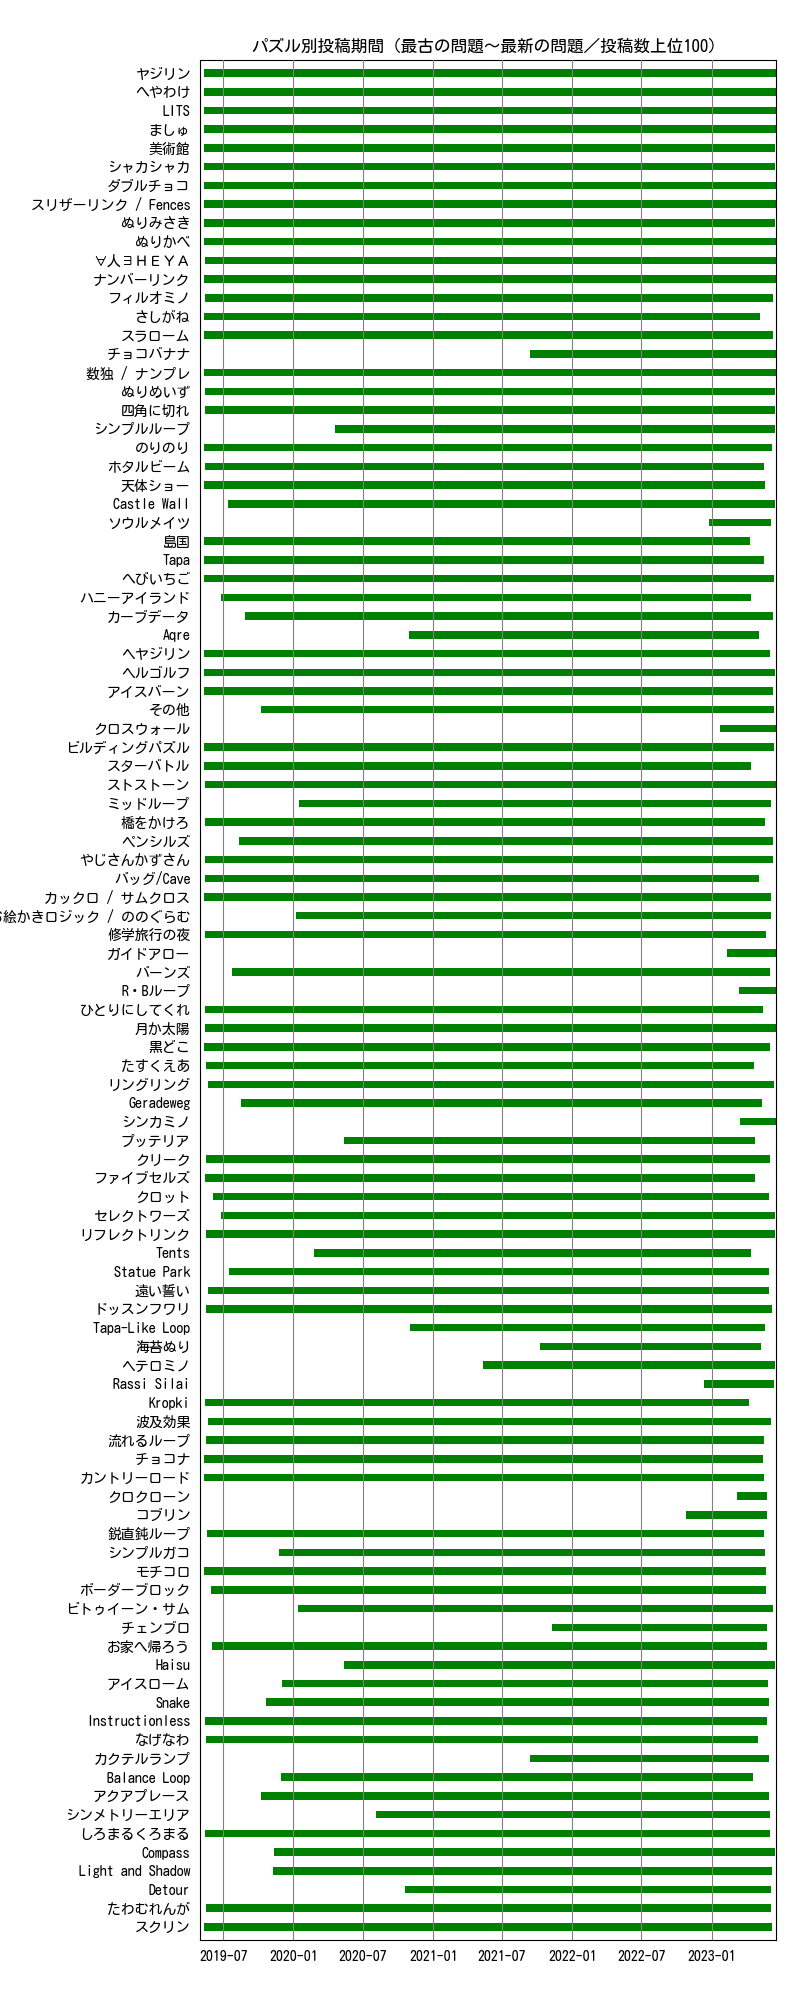 パズル別投稿期間 (最古の問題～最新の問題／投稿数上位100)
ヤジリン
へやわけ
LITS
ましゅ
美術館
シャカシャカ
ダブルチョコ
スリザーリンク / Fences
ぬりみさき
ぬりかべ
∀人∃ＨＥＹＡ
ナンバーリンク
フィルオミノ
さしがね
スラローム
チョコバナナ
数独 / ナンプレ
ぬりめいず
四角に切れ
シンプルループ
のりのり
ホタルビーム
天体ショー
Castle Wall
ソウルメイツ
島国
Tapa
へびいちご
ハニーアイランド
カーブデータ
Aqre
ヘヤジリン
ヘルゴルフ
アイスバーン
その他
クロスウォール
ビルディングパズル
スターバトル
ストストーン
ミッドループ
橋をかけろ
ペンシルズ
やじさんかずさん
バッグ/Cave
カックロ / サムクロス
絵かきロジック / ののぐらむ
修学旅行の夜
ガイドアロー
バーンズ
R・Bループ
ひとりにしてくれ
月か太陽
黒どこ
たすくえあ
リングリング
Geradeweg
シンカミノ
プッテリア
クリーク
ファイブセルズ
クロット
セレクトワーズ
リフレクトリンク
Tents
Statue Park
遠い誓い
ドッスンフワリ
Tapa-Like Loop
海苔ぬり
ヘテロミノ
Rassi Silai
Kropki
波及効果
流れるループ
チョコナ
カントリーロード
クロクローン
コブリン
鋭直鈍ループ
シンプルガコ
モチコロ
ボーダーブロック
ビトゥイーン・サム
チェンブロ
お家へ帰ろう
Haisu
アイスローム
Snake
Instructionless
なげなわ
カクテルランプ
Balance Loop
アクアプレース
シンメトリーエリア
しろまるくろまる
Compass
Light and Shadow
Detour
たわむれんが
スクリン
2019-07 2020-01 2020-07 2021-01 2021-07 2022-01 2022-07 2023-01